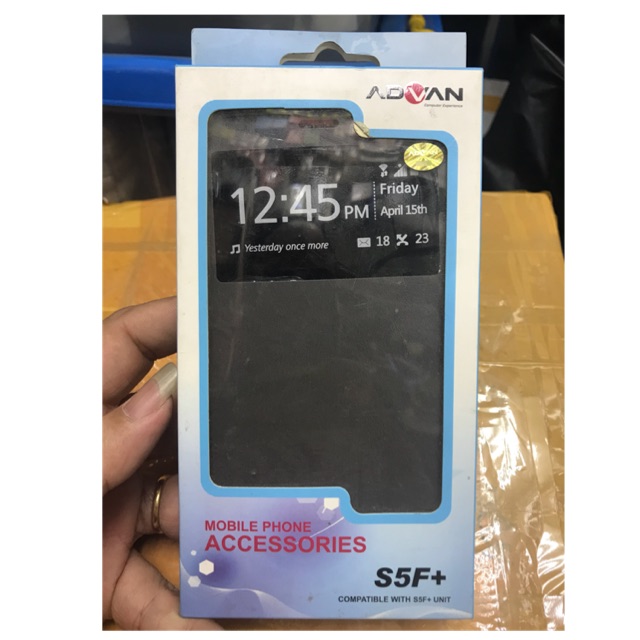 ADVAN
Computer Experience
12:45 PM
Friday
April 15th
Yesterday once more
18
23
MOBILE PHONE
ACCESSORIES
S5F+
COMPATIBLE WITH S5F+ UNIT